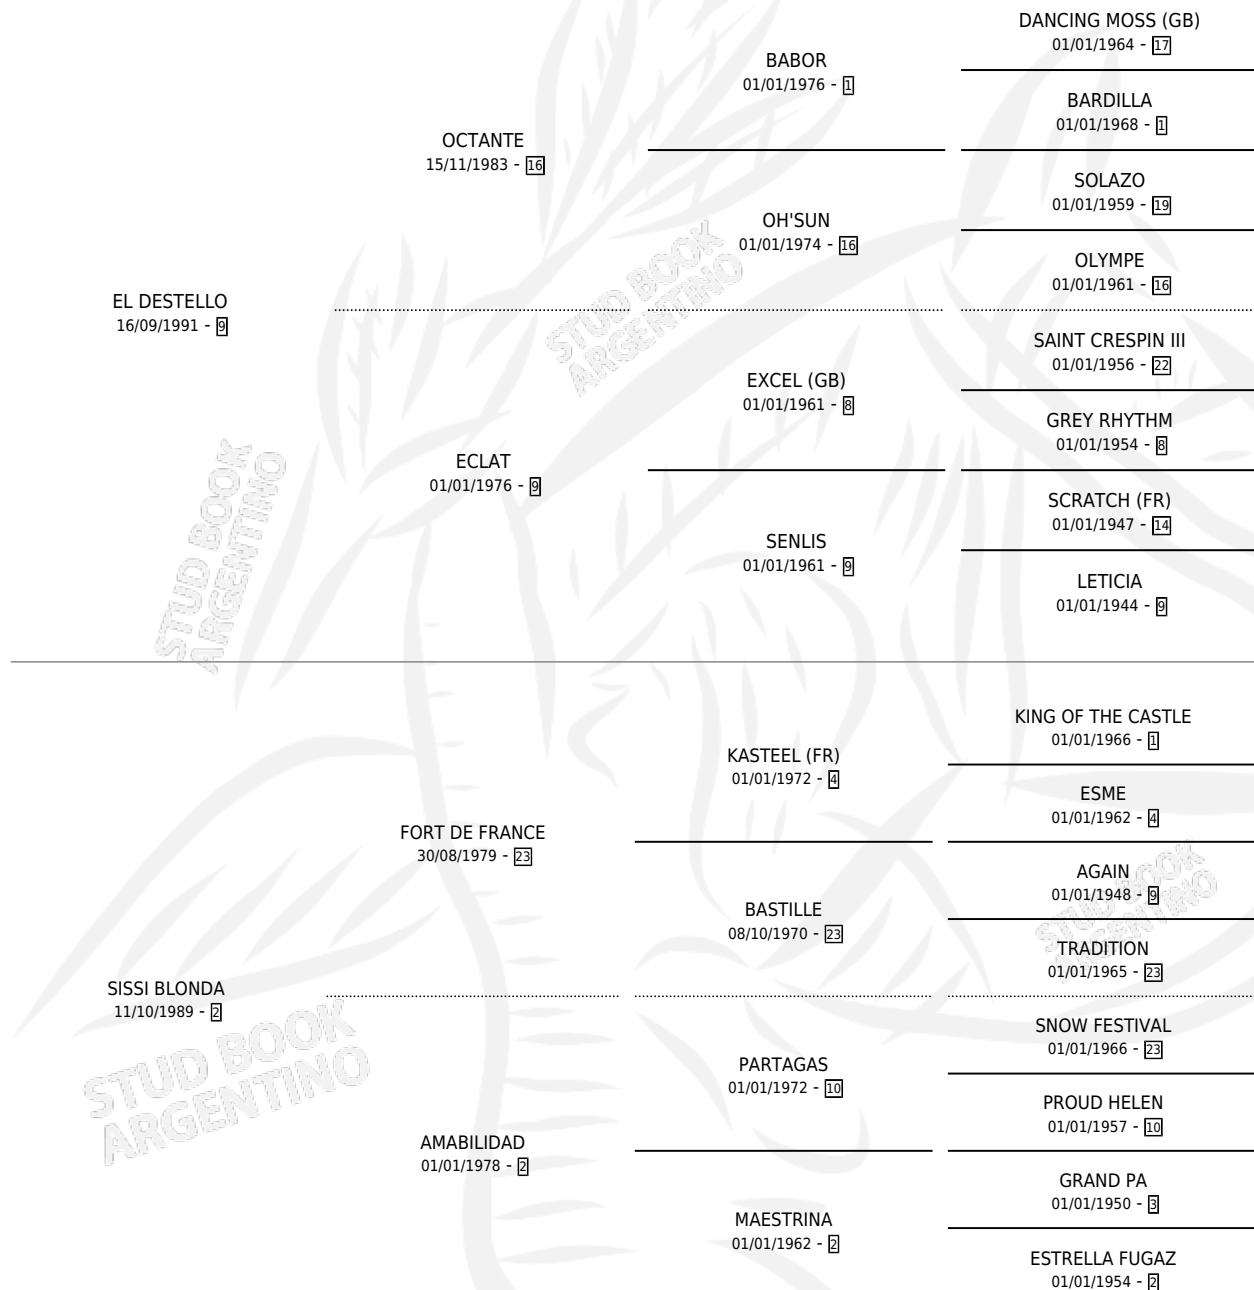 DANCING MOSS (GB)
01/01/1964 - 17
BABOR
01/01/1976 - 1
BARDILLA
01/01/1968 - 1
OCTANTE
15/11/1983 - 16
SOLAZO
01/01/1959 - 19
OH'SUN
01/01/1974 - 16
OLYMPE
01/01/1961 - 16
EL DESTELLO
16/09/1991 - 9
STUD BOOK
ARGENTINO
SAINT CRESPIN III
01/01/1956 - 22
EXCEL (GB)
01/01/1961 - 8
GREY RHYTHM
01/01/1954 - 8
ECLAT
01/01/1976 - 9
SCRATCH (FR)
01/01/1947 - 14
SENLIS
01/01/1961 - 9
LETICIA
01/01/1944 - 9
STUD BOOK
ARGENTINO
KING OF THE CASTLE
01/01/1966 - 1
KASTEEL (FR)
01/01/1972 - 4
ESME
01/01/1962 - 4
FORT DE FRANCE
30/08/1979 - 23
AGAIN
01/01/1948 - 9
BASTILLE
08/10/1970 - 23
TRADITION
01/01/1965 - 23
STUD BOOK
ARGENTINO
SISSI BLONDA
11/10/1989 - 2
SNOW FESTIVAL
01/01/1966 - 23
PARTAGAS
01/01/1972 - 10
PROUD HELEN
01/01/1957 - 10
STUD BOOK
ARGENTINO
AMABILIDAD
01/01/1978 - 2
GRAND PA
01/01/1950 - 3
MAESTRINA
01/01/1962 - 2
ESTRELLA FUGAZ
01/01/1954 - 2